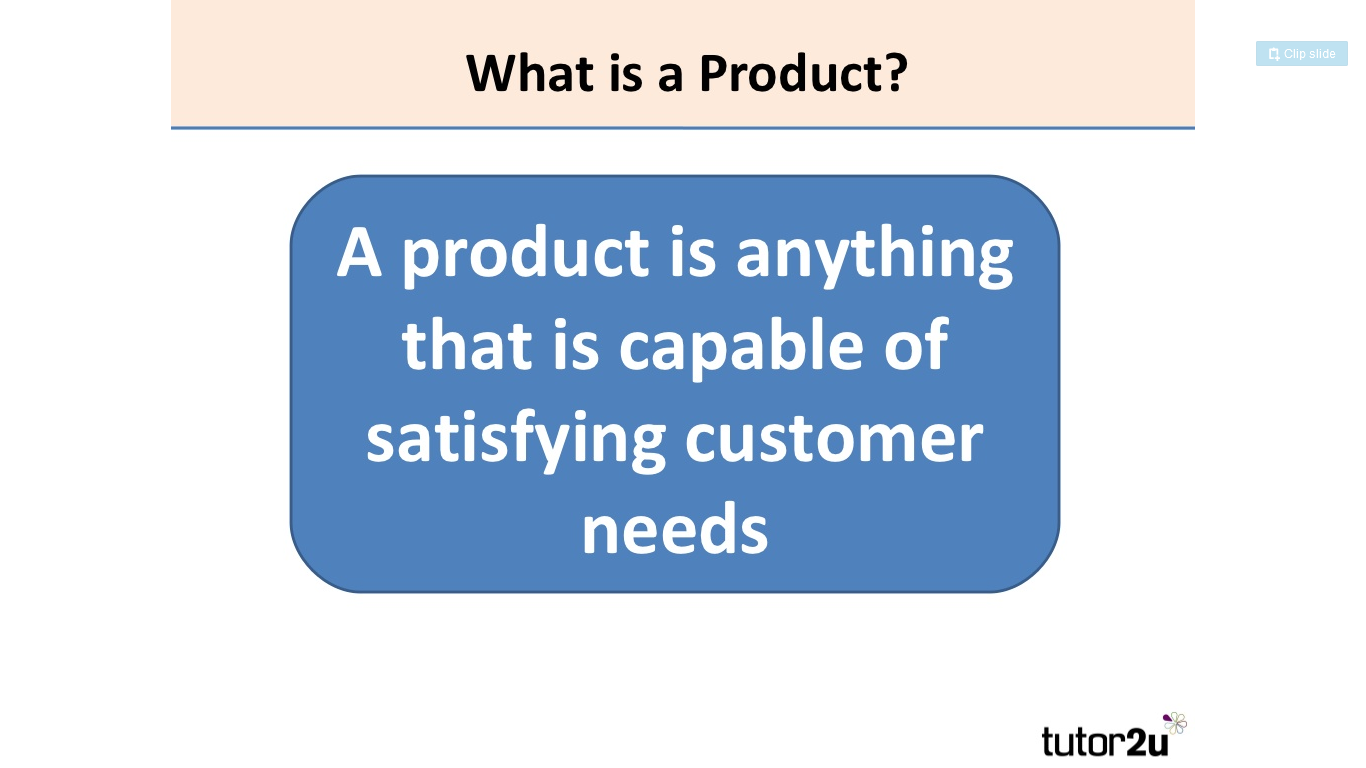 What is a Product?
Clip slide
A product is anything
that is capable of
satisfying customer
needs
tutor2u